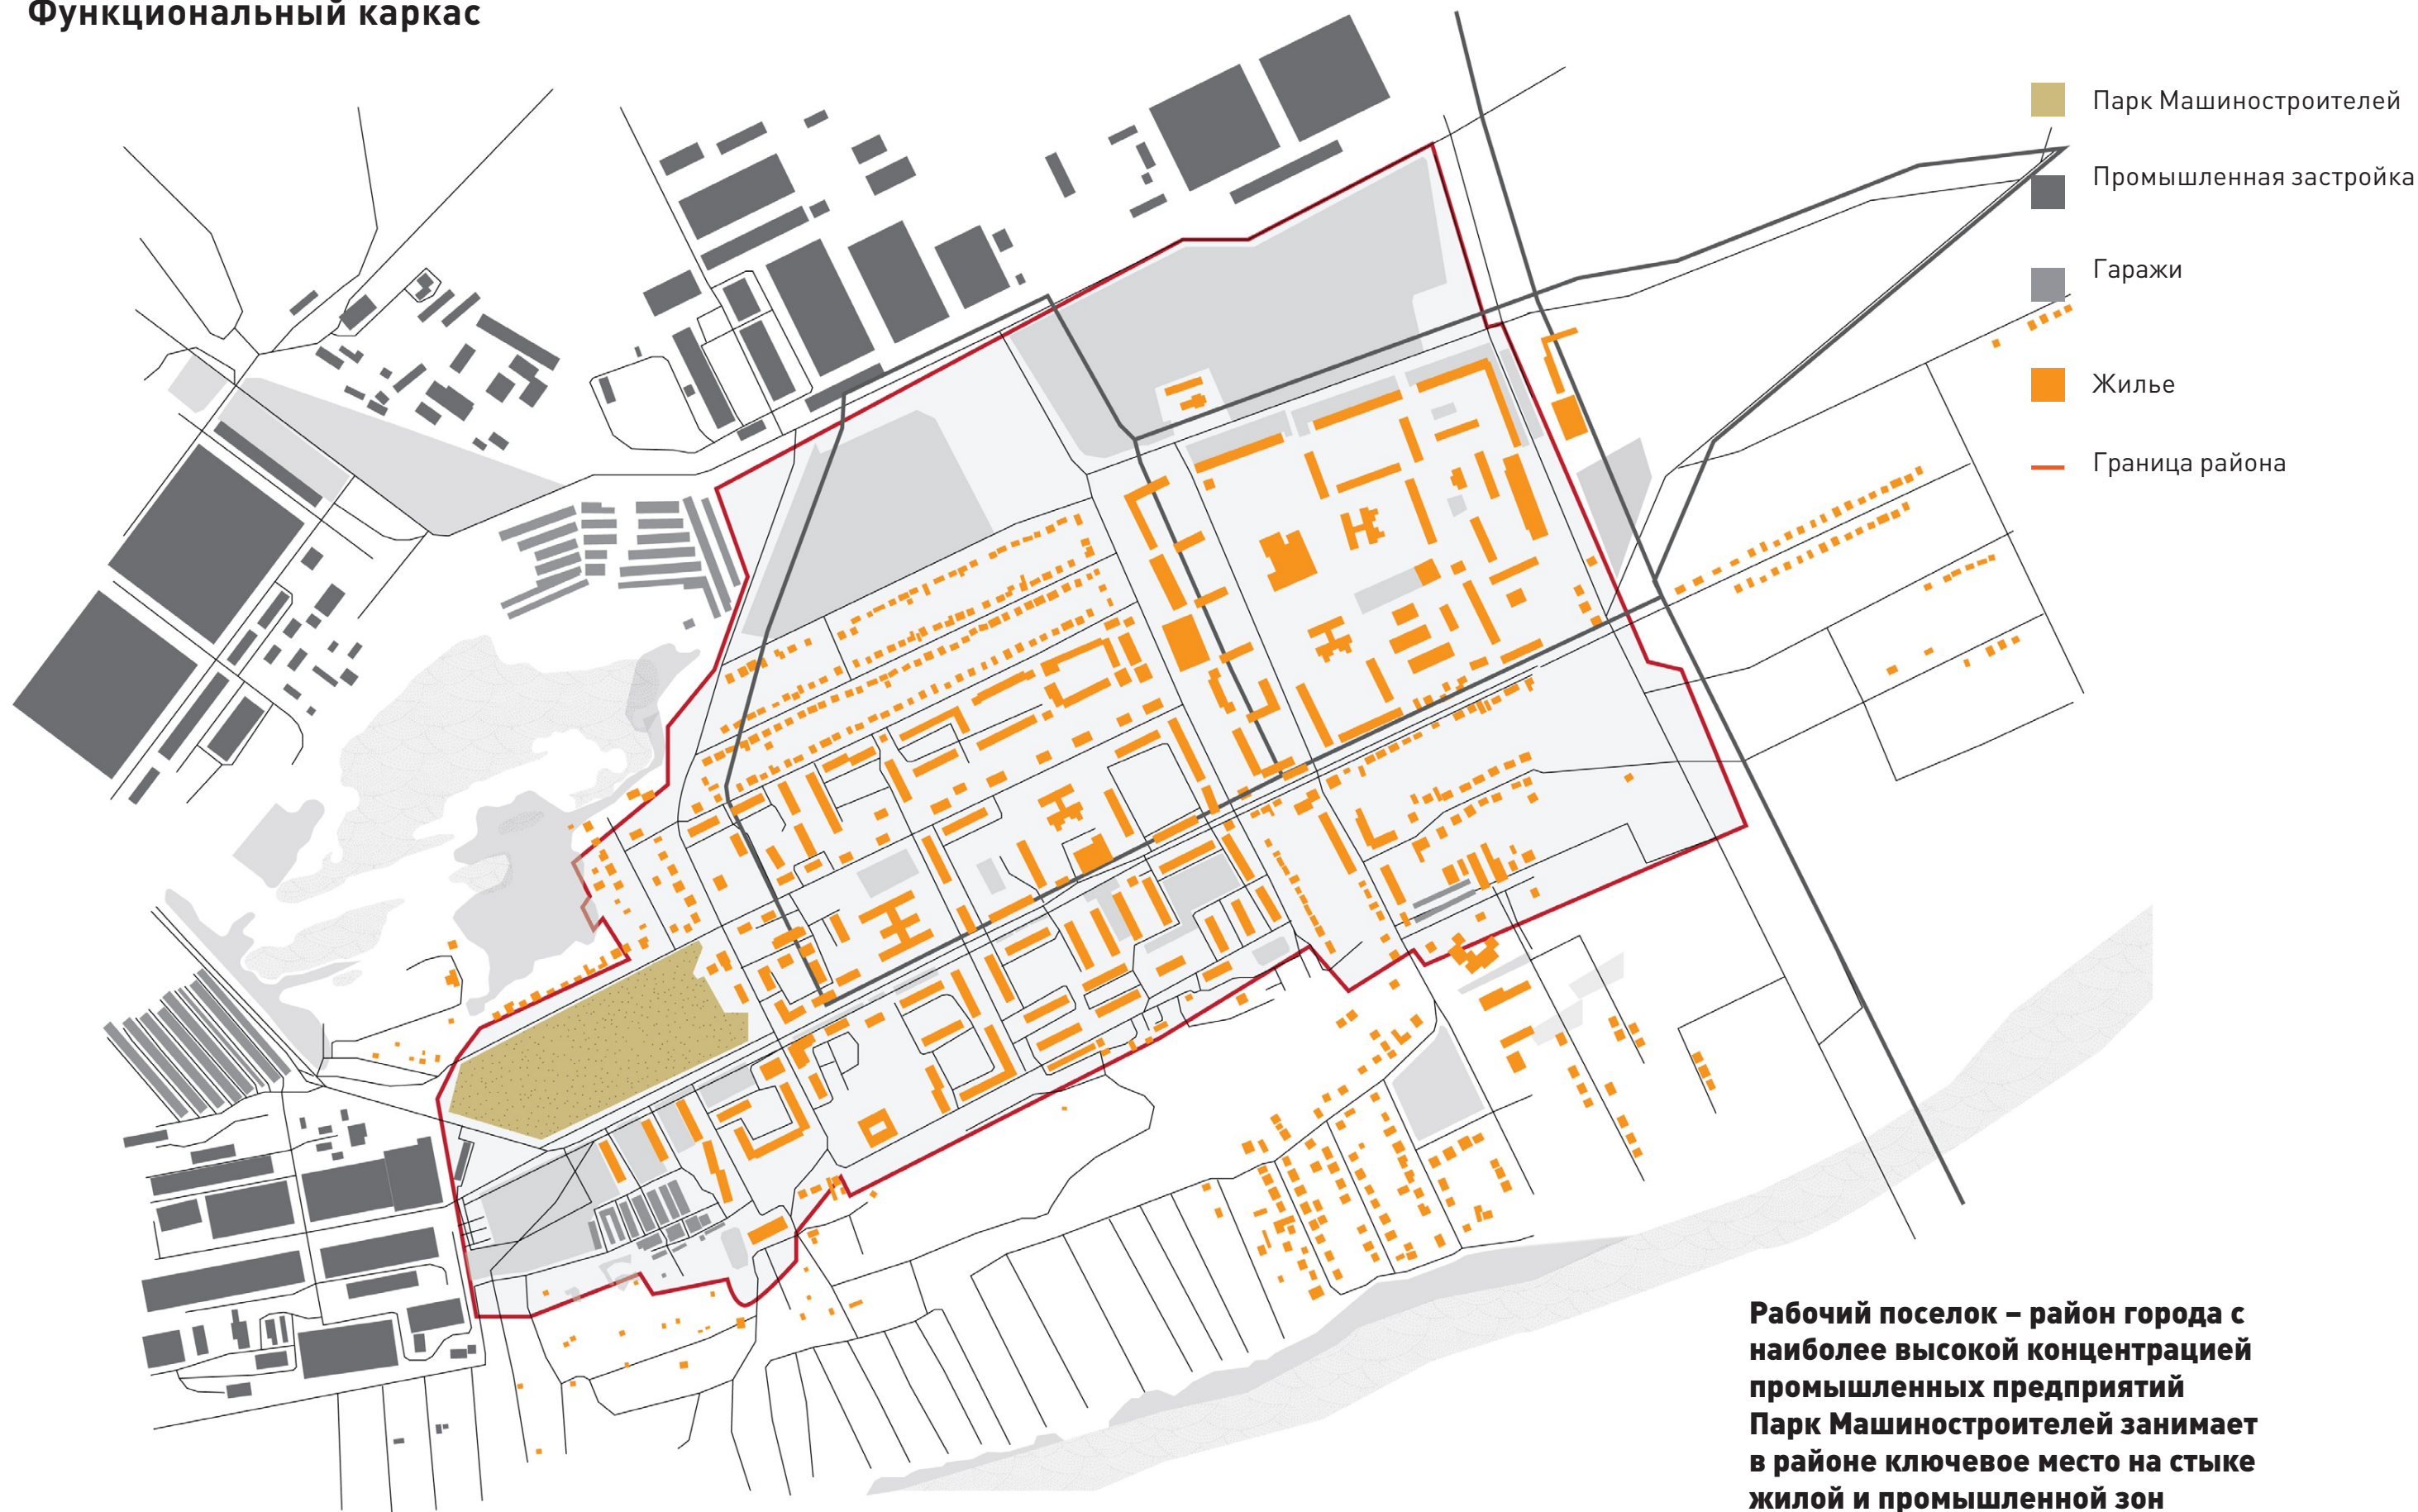 Функциональный каркас
Парк Машиностроителей
Промышленная застройка
Гаражи
Жилье
Граница района
Рабочий поселок – район города с
наиболее высокой концентрацией
промышленных предприятий
Парк Машиностроителей занимает
в районе ключевое место на стыке
жилой и промышленной зон